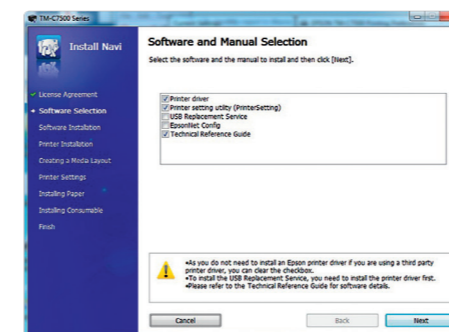 TM-C7500 Series
Install Navi
License Agreement
Software Selection
Software Installation
Printer Installation
Creating a Media Layout
Printer Settings
Installing Paper
Installing Consumable
Finish
Software and Manual Selection
Select the software and the manual to install and then click [Next].
Printer driver
Printer setting utility (PrinterSetting)
USB Replacement Service
EpsonNet Config
Technical Reference Guide
•As you do not need to install an Epson printer driver if you are using a third party
printer driver, you can clear the checkbox.
•To install the USB Replacement Service, you need to install the printer driver first.
•Please refer to the Technical Reference Guide for software details.
Cancel
Back
Next